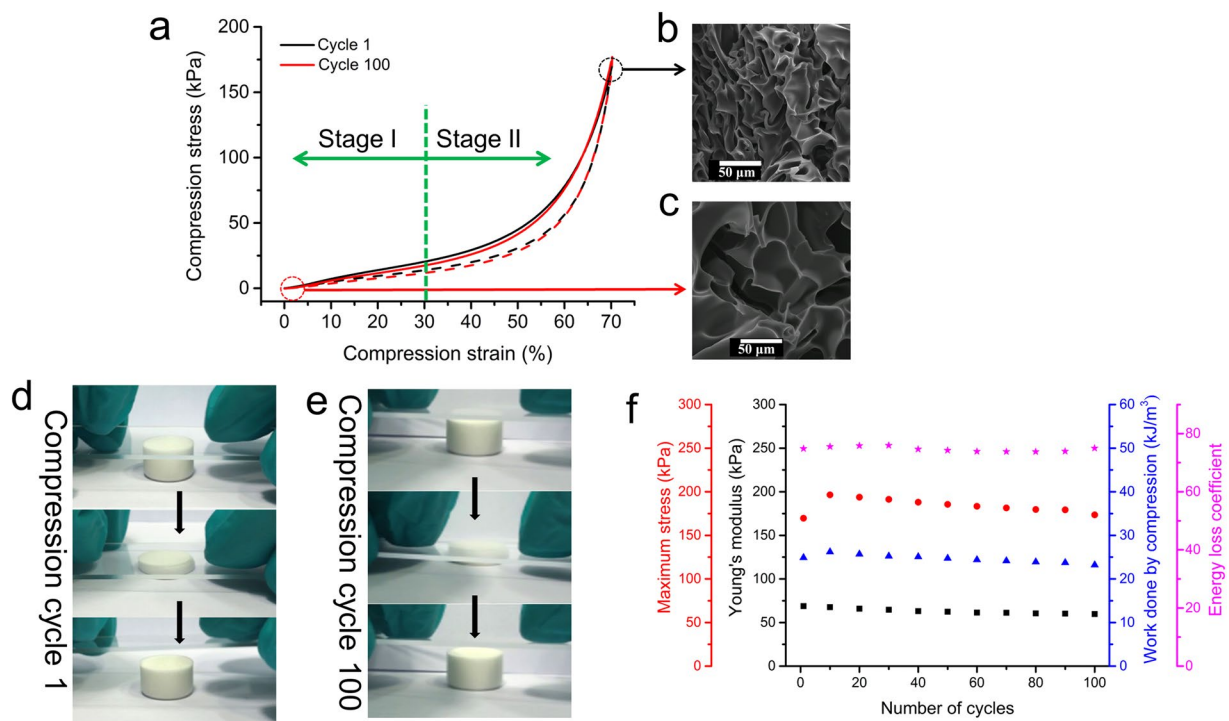 a
Compression stress (kPa)
200
150
100
50
0
Cycle 1
Cycle 100
Stage I
Stage II
0 10 20 30 40 50 60 70
Compression strain (%)
b
50 µm
c
50 µm
d
Compression cycle 1
e
Compression cycle 100
f
Maximum stress (kPa)
300
250
200
150
100
50
0
Young's modulus (kPa)
300
250
200
150
100
50
0
0 20 40 60 80 100
Number of cycles
60
50
40
30
20
10
0
Work done by compression (kJ/m³)
80
60
40
20
0
Energy loss coefficient